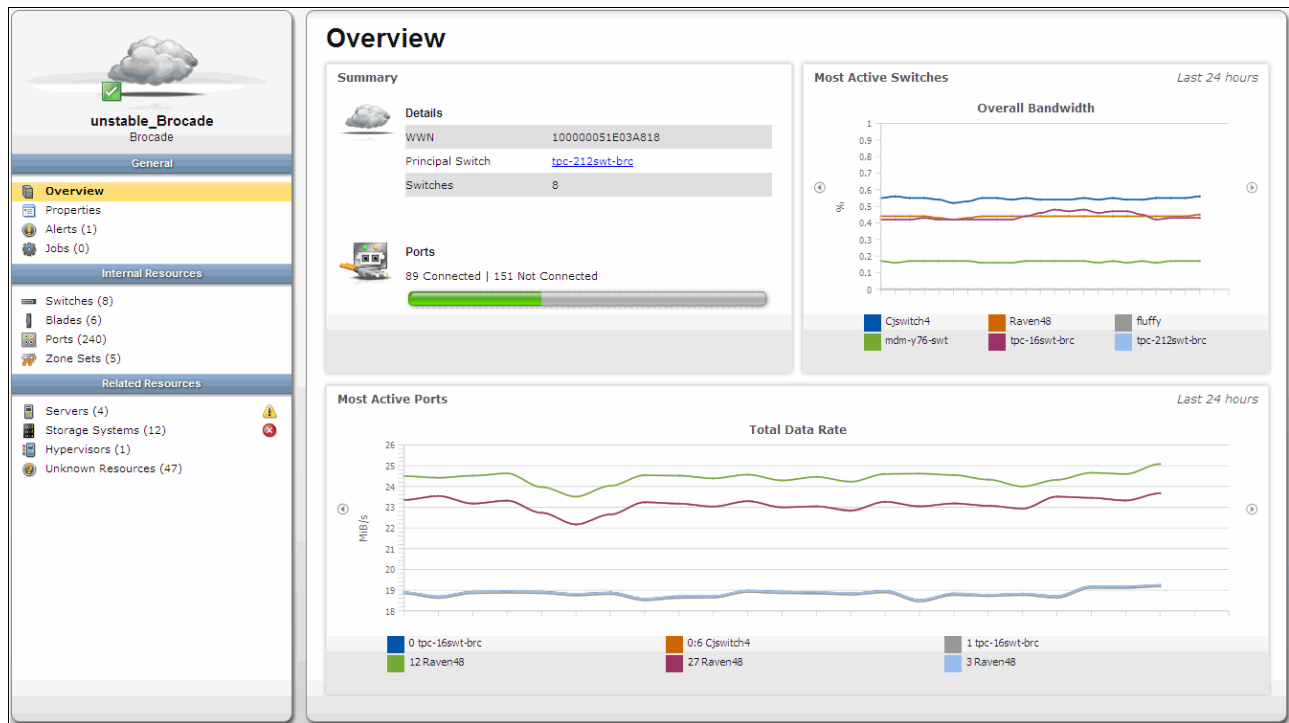 unstable_Brocade
Brocade
General
Overview
Properties
Alerts (1)
Jobs (0)
Internal Resources
Switches (8)
Blades (6)
Ports (240)
Zone Sets (5)
Related Resources
Servers (4)
Storage Systems (12)
Hypervisors (1)
Unknown Resources (47)
Overview
Summary
Details
WWN 100000051E03A818
Principal Switch tpc-212swt-brc
Switches 8
Ports
89 Connected | 151 Not Connected
Most Active Switches Last 24 hours
Overall Bandwidth
1
0.9
0.8
0.7
0.6
0.5
0.4
0.3
0.2
0.1
0
%
Cjswitch4 Raven48 fluffy
mdm-y76-swt tpc-16swt-brc tpc-212swt-brc
Most Active Ports Last 24 hours
Total Data Rate
26
25
24
23
22
21
20
19
18
MiB/s
0 tpc-16swt-brc 0:6 Cjswitch4 1 tpc-16swt-brc
12 Raven48 27 Raven48 3 Raven48